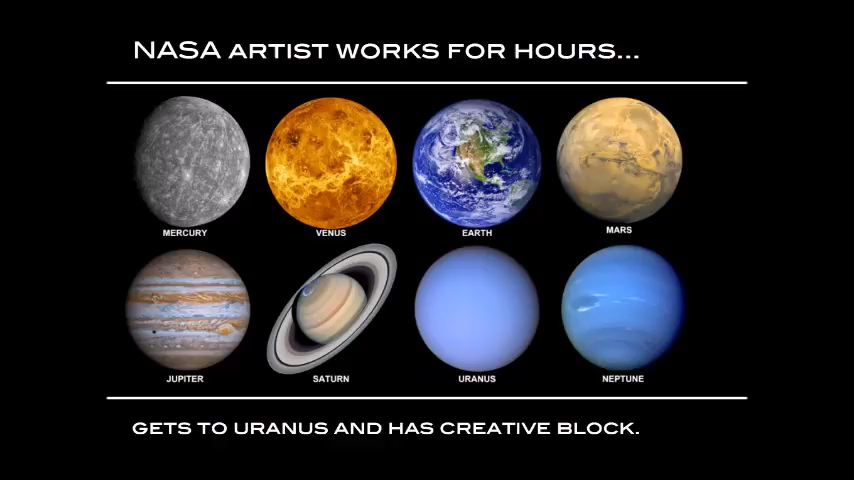 NASA ARTIST WORKS FOR HOURS...
MERCURY VENUS EARTH MARS
JUPITER SATURN URANUS NEPTUNE
GETS TO URANUS AND HAS CREATIVE BLOCK.